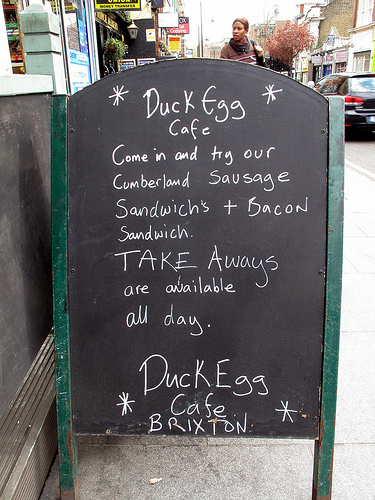 MONEY TRANSFER
* Duck Egg *
Cafe
Come in and try our
Cumberland Sausage
Sandwich's + Bacon
Sandwich.
TAKE Aways
are available
all day.
Duck Egg
* Cafe *
BRIXTON